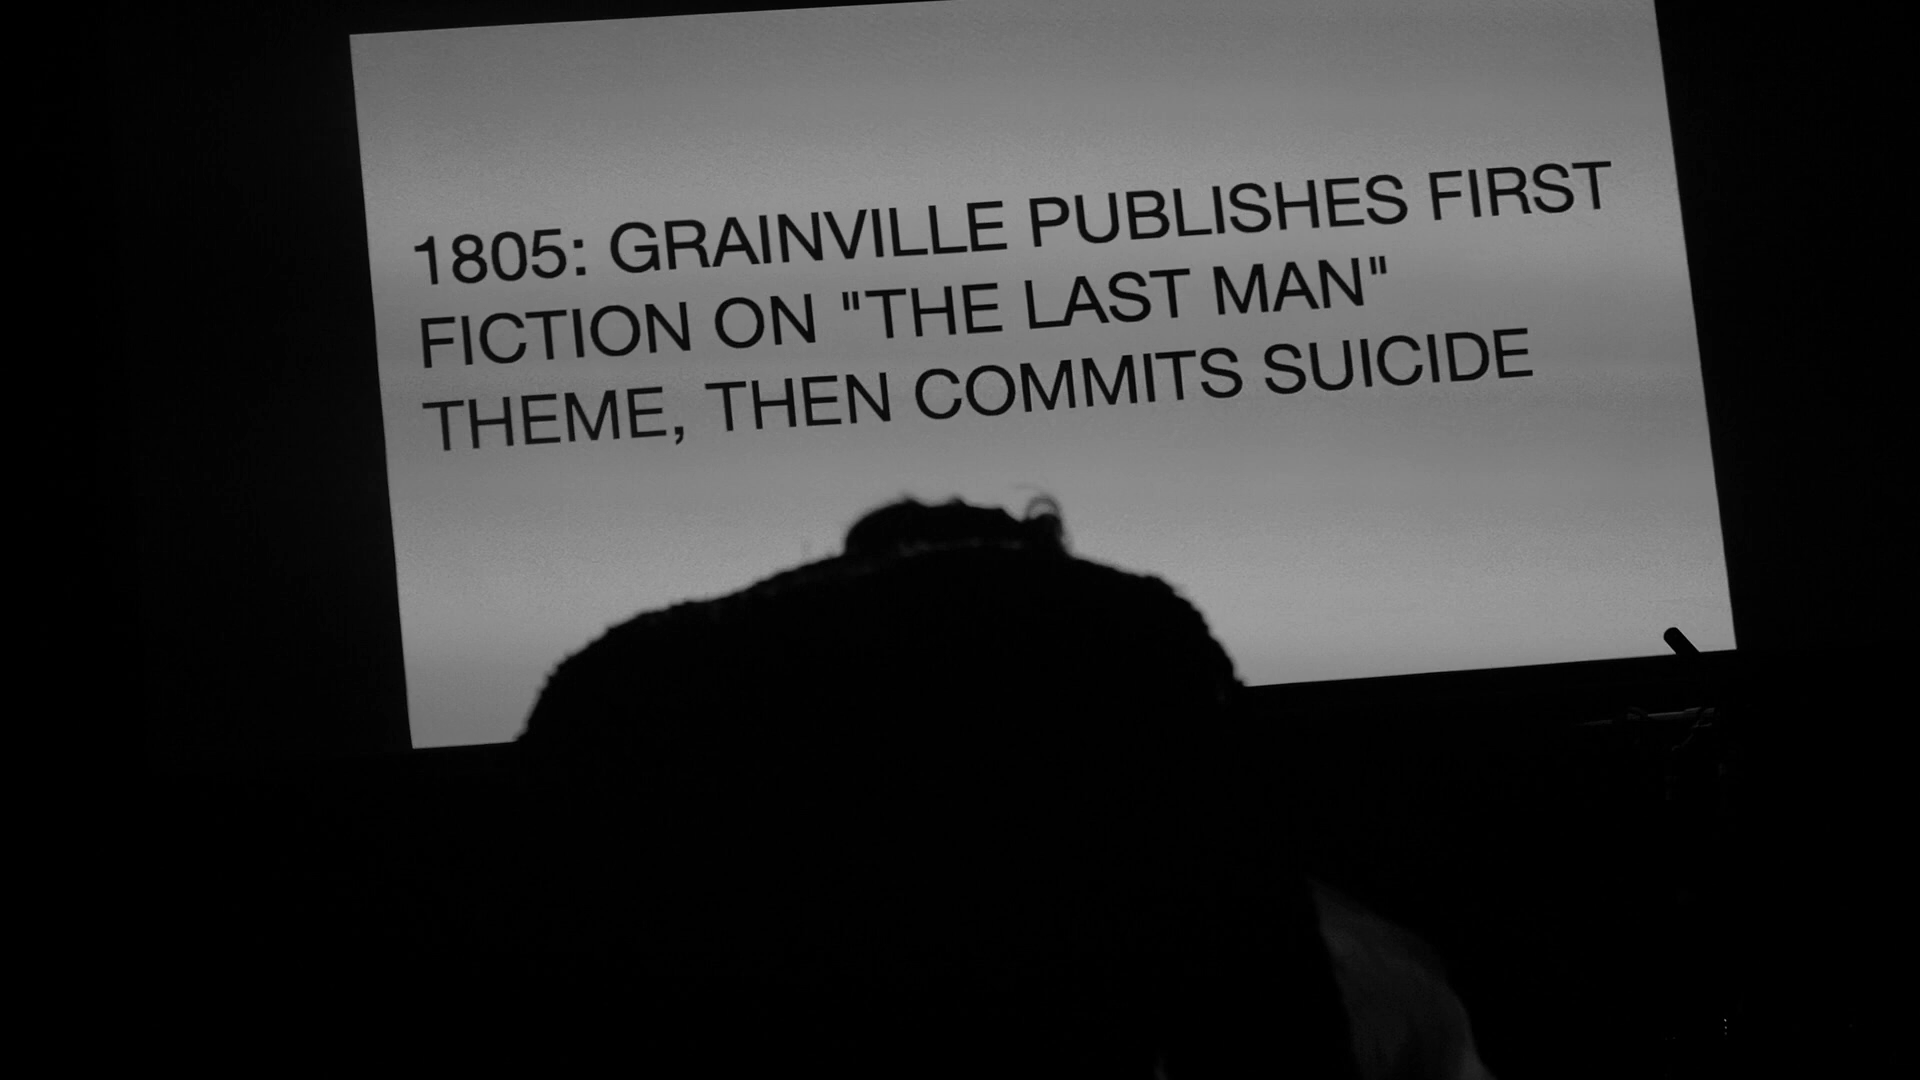 1805: GRAINVILLE PUBLISHES FIRST
FICTION ON "THE LAST MAN"
THEME, THEN COMMITS SUICIDE